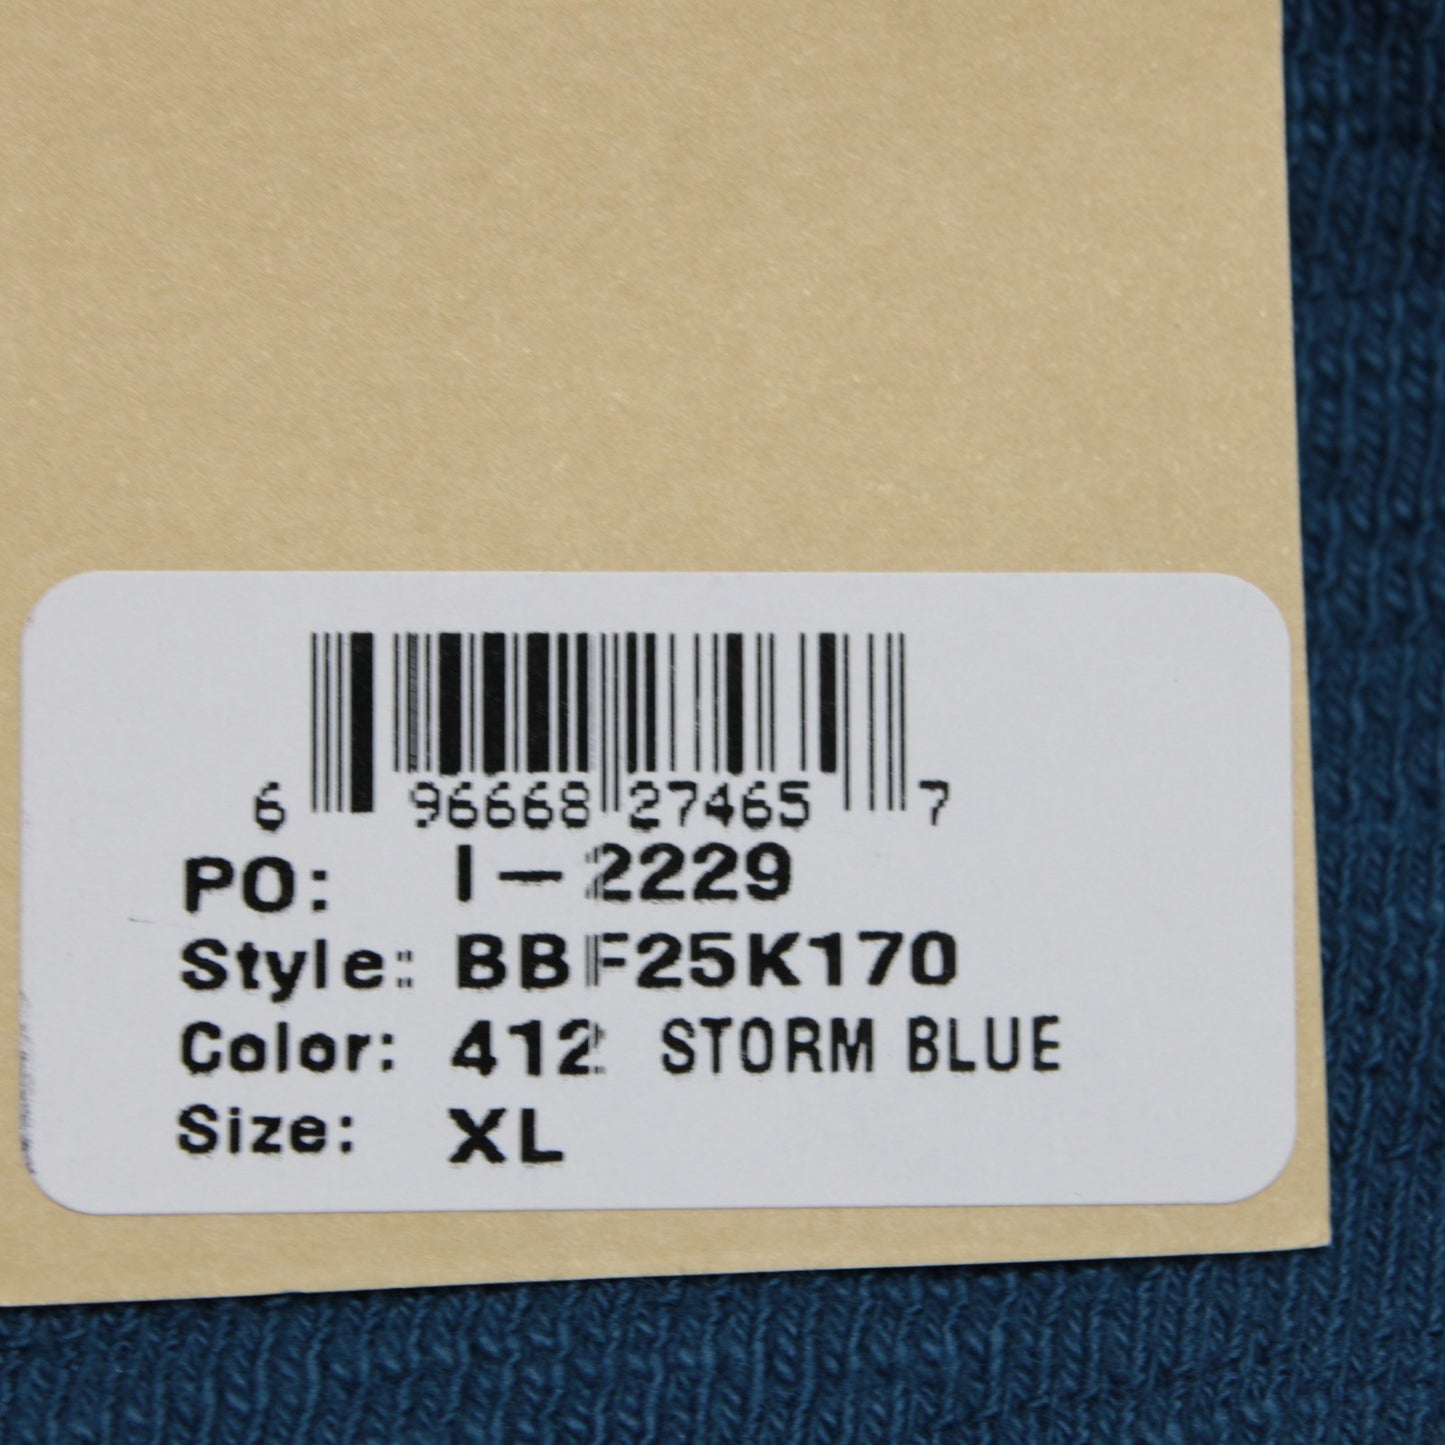 6 96668 27465 7
PO: I-2229
Style: BBF25K170
Color: 412 STORM BLUE
Size: XL